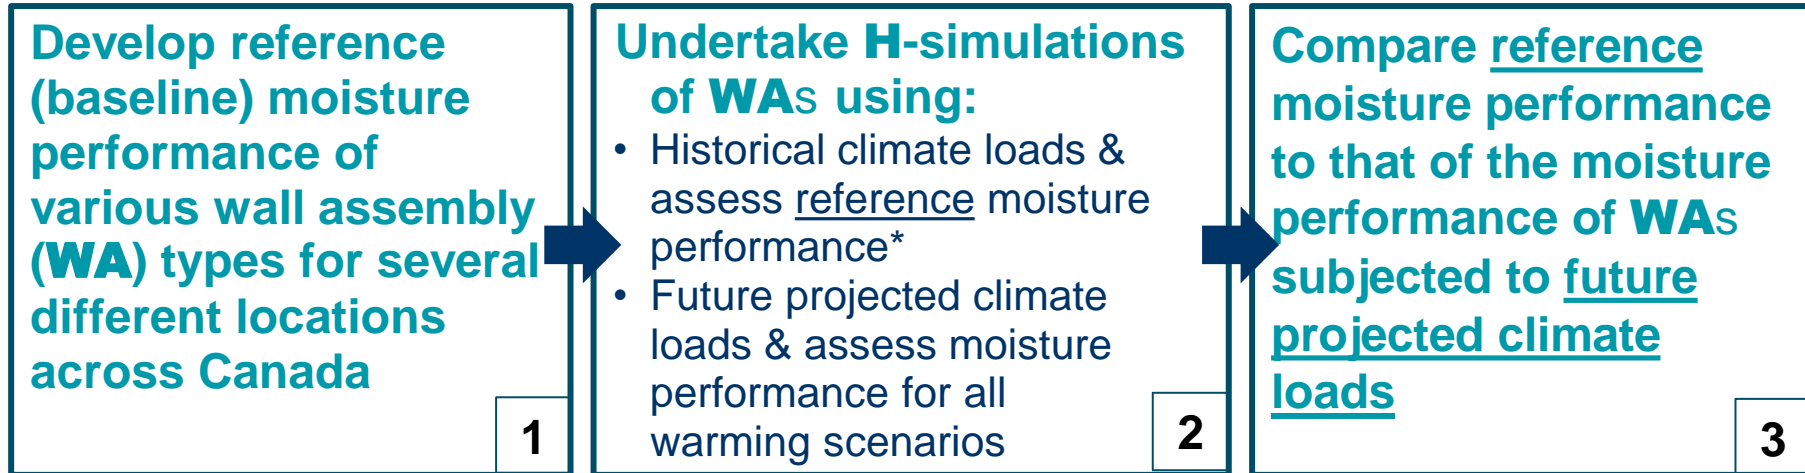 Develop reference
(baseline) moisture
performance of
various wall assembly
(WA) types for several
different locations
across Canada
1
Undertake H-simulations
of WAs using:
• Historical climate loads &
assess reference moisture
performance*
• Future projected climate
loads & assess moisture
performance for all
warming scenarios
2
Compare reference
moisture performance
to that of the moisture
performance of WAs
subjected to future
projected climate
loads
3